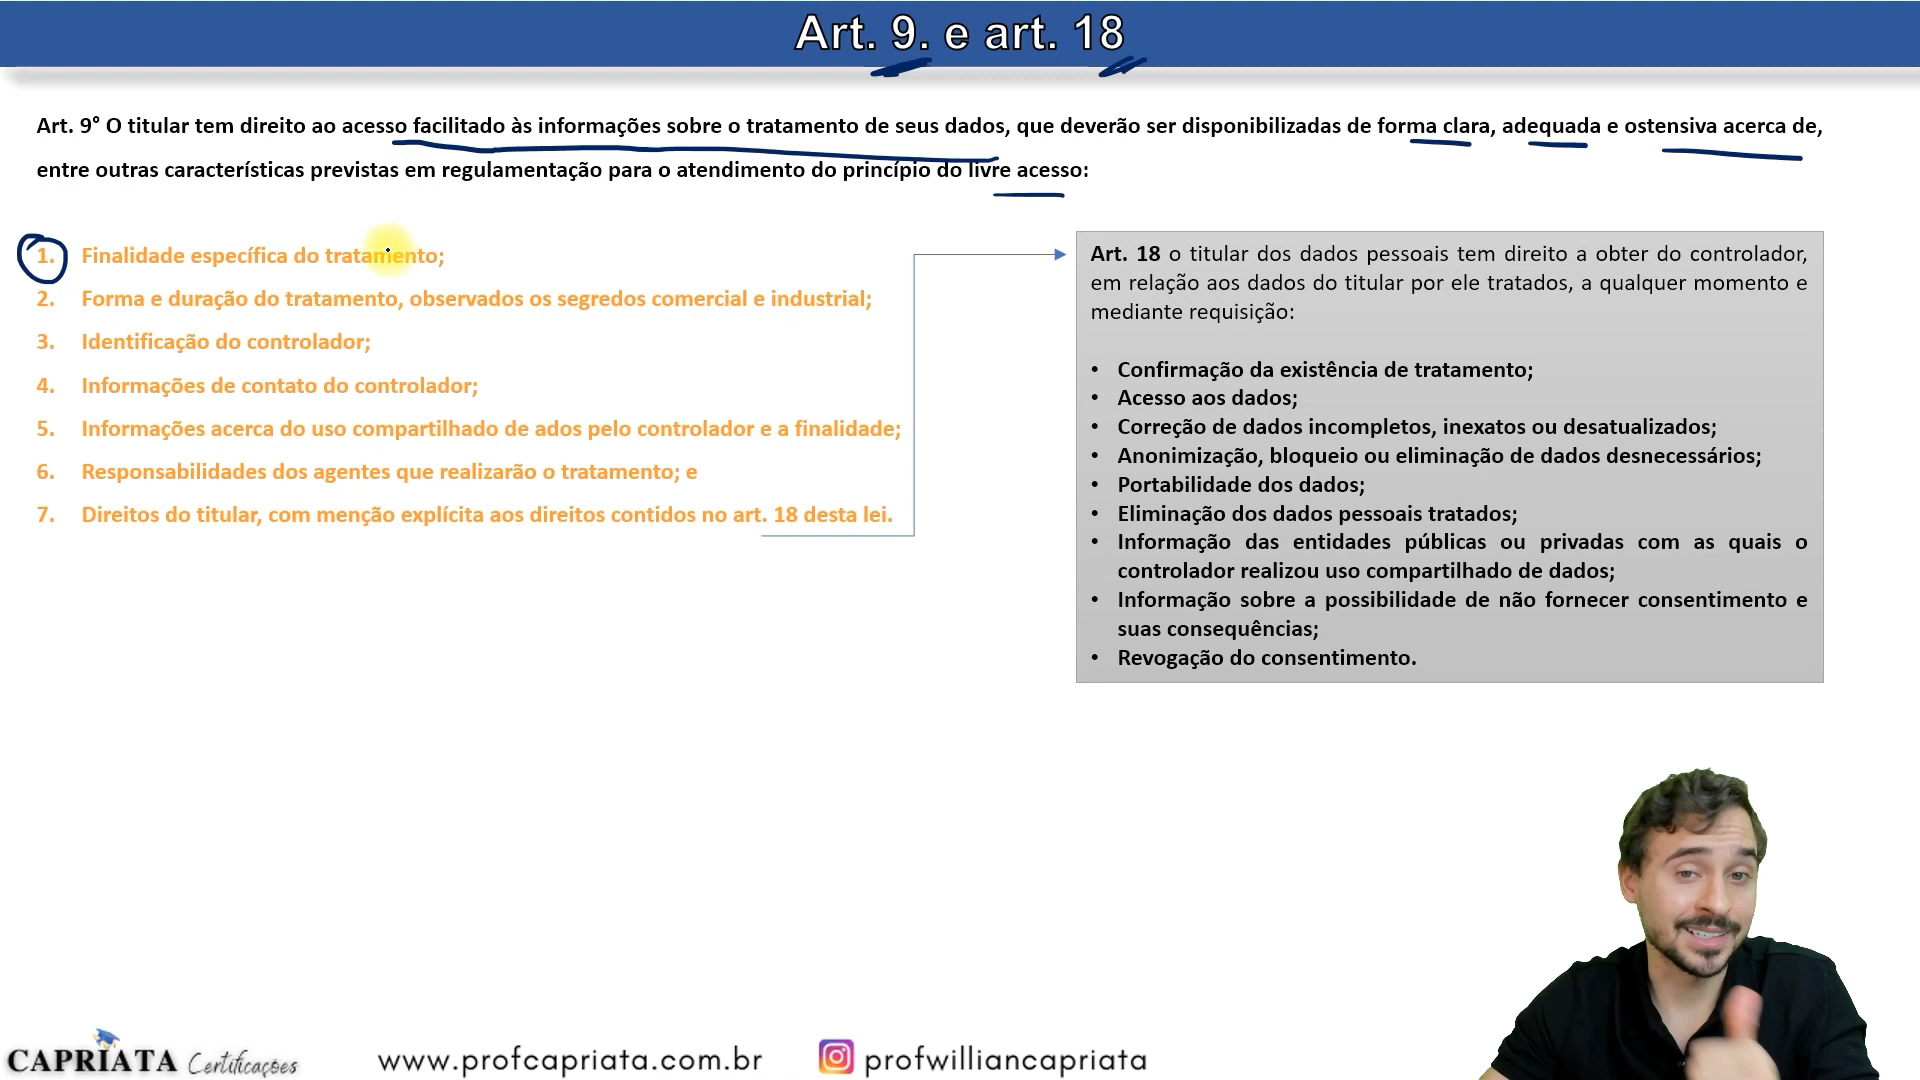 Art. 9. e art. 18
Art. 9° O titular tem direito ao acesso facilitado às informações sobre o tratamento de seus dados, que deverão ser disponibilizadas de forma clara, adequada e ostensiva acerca de,
entre outras características previstas em regulamentação para o atendimento do princípio do livre acesso:
1. Finalidade específica do tratamento;
2. Forma e duração do tratamento, observados os segredos comercial e industrial;
3. Identificação do controlador;
4. Informações de contato do controlador;
5. Informações acerca do uso compartilhado de ados pelo controlador e a finalidade;
6. Responsabilidades dos agentes que realizarão o tratamento; e
7. Direitos do titular, com menção explícita aos direitos contidos no art. 18 desta lei.
Art. 18 o titular dos dados pessoais tem direito a obter do controlador,
em relação aos dados do titular por ele tratados, a qualquer momento e
mediante requisição:
• Confirmação da existência de tratamento;
• Acesso aos dados;
• Correção de dados incompletos, inexatos ou desatualizados;
• Anonimização, bloqueio ou eliminação de dados desnecessários;
• Portabilidade dos dados;
• Eliminação dos dados pessoais tratados;
• Informação das entidades públicas ou privadas com as quais o
controlador realizou uso compartilhado de dados;
• Informação sobre a possibilidade de não fornecer consentimento e
suas consequências;
• Revogação do consentimento.
CAPRIATA Certificações
www.profcapriata.com.br
profwilliancapriata